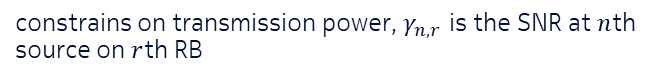 constrains on transmission power, γn,r is the SNR at nth
source on rth RB